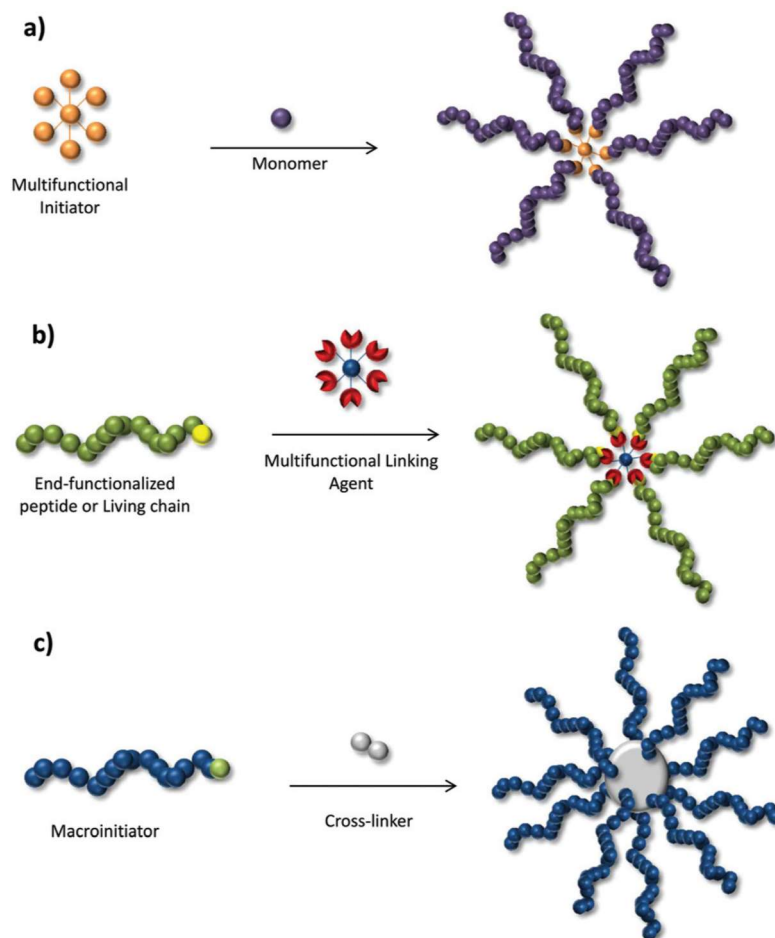 a)
Multifunctional
Initiator
Monomer
b)
End-functionalized
peptide or Living chain
Multifunctional Linking
Agent
c)
Macroinitiator
Cross-linker